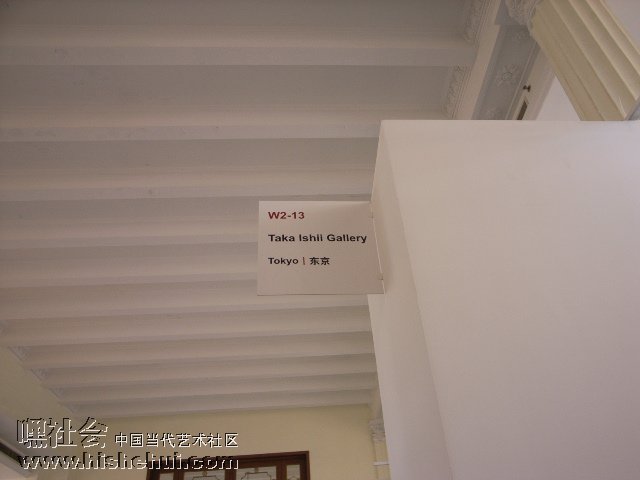 W2-13
Taka Ishii Gallery
Tokyo | 东京
嘿社会 中国当代艺术社区
www.hishehui.com